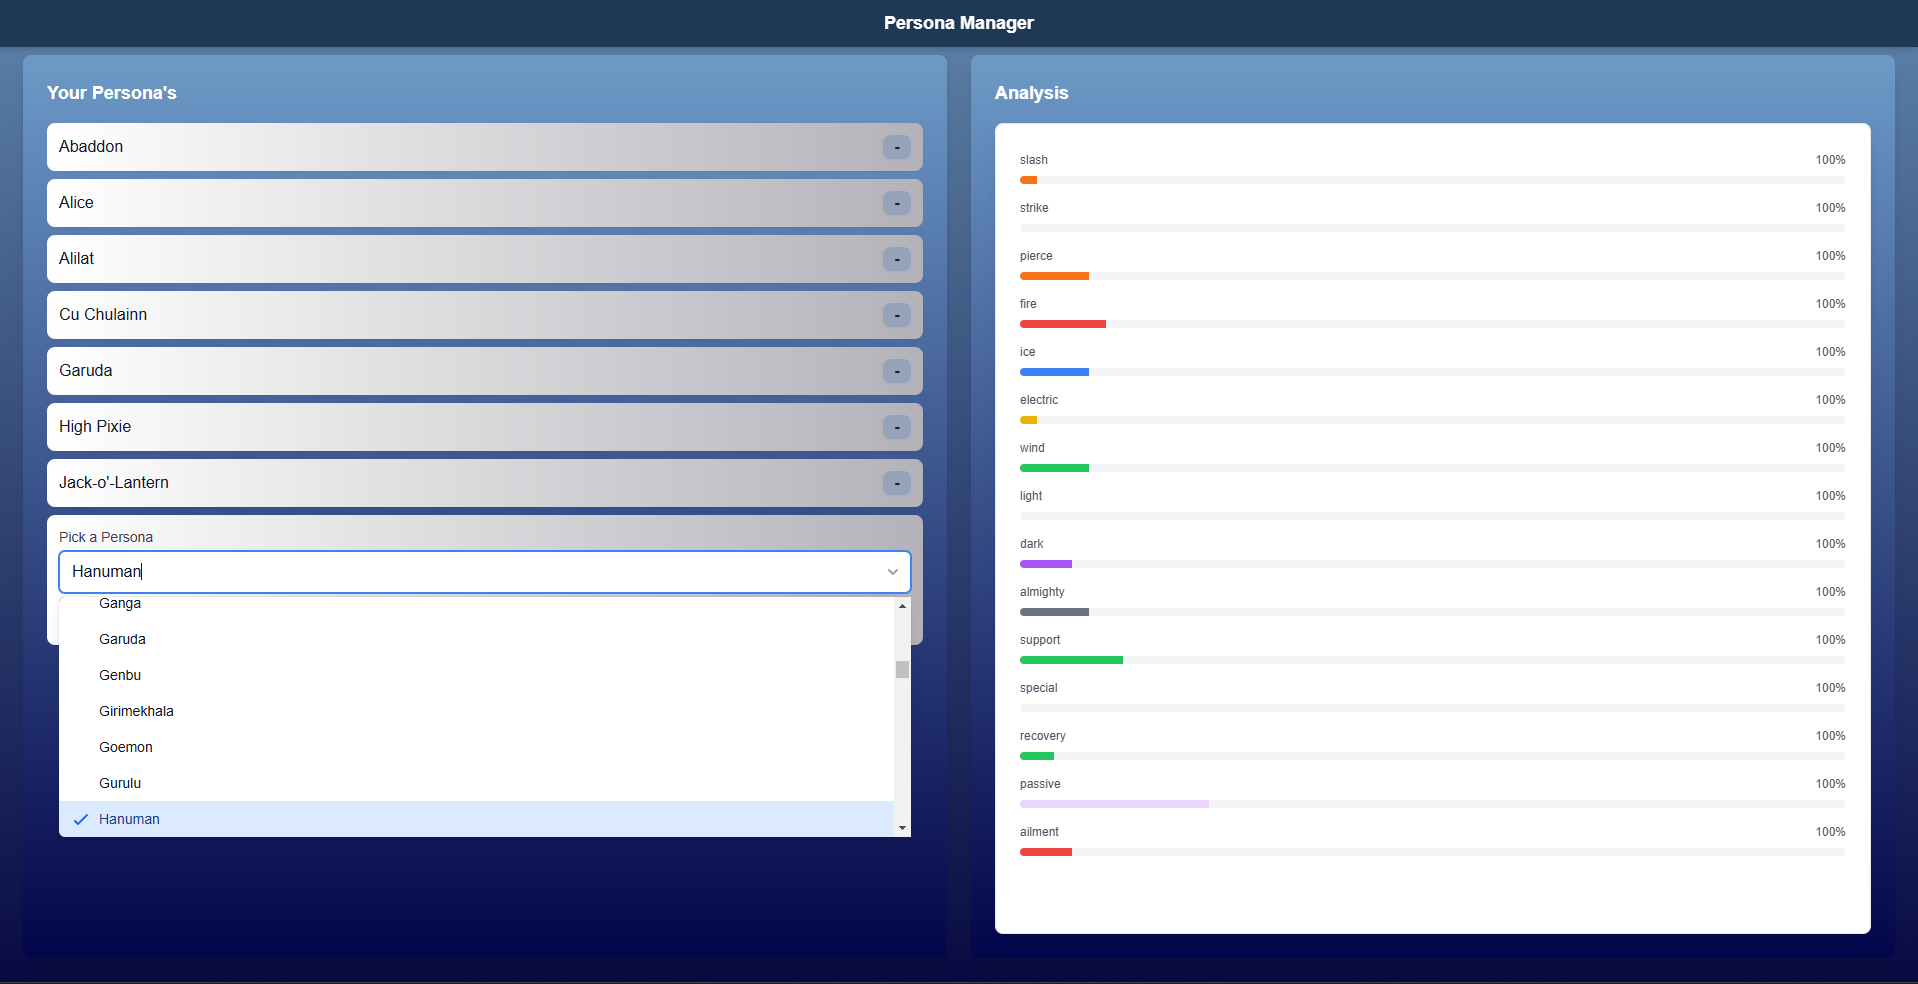 Persona Manager
Your Persona's
Abaddon
-
Alice
-
Alilat
-
Cu Chulainn
-
Garuda
-
High Pixie
-
Jack-o'-Lantern
-
Pick a Persona
Hanuman
Ganga
Garuda
Genbu
Girimekhala
Goemon
Gurulu
Hanuman
Analysis
slash 100%
strike 100%
pierce 100%
fire 100%
ice 100%
electric 100%
wind 100%
light 100%
dark 100%
almighty 100%
support 100%
special 100%
recovery 100%
passive 100%
ailment 100%